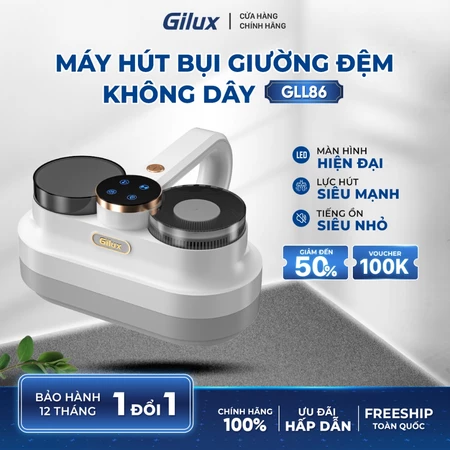 Gilux
CỬA HÀNG
CHÍNH HÃNG
MÁY HÚT BỤI GIƯỜNG ĐỆM
KHÔNG DÂY GLL86
LED
MÀN HÌNH
HIỆN ĐẠI
LỰC HÚT
SIÊU MẠNH
TIẾNG ỒN
SIÊU NHỎ
GIẢM ĐẾN
50%
VOUCHER
100K
Gilux
BẢO HÀNH
12 THÁNG
1 ĐỔI 1
CHÍNH HÃNG
100%
ƯU ĐÃI
HẤP DẪN
FREESHIP
TOÀN QUỐC